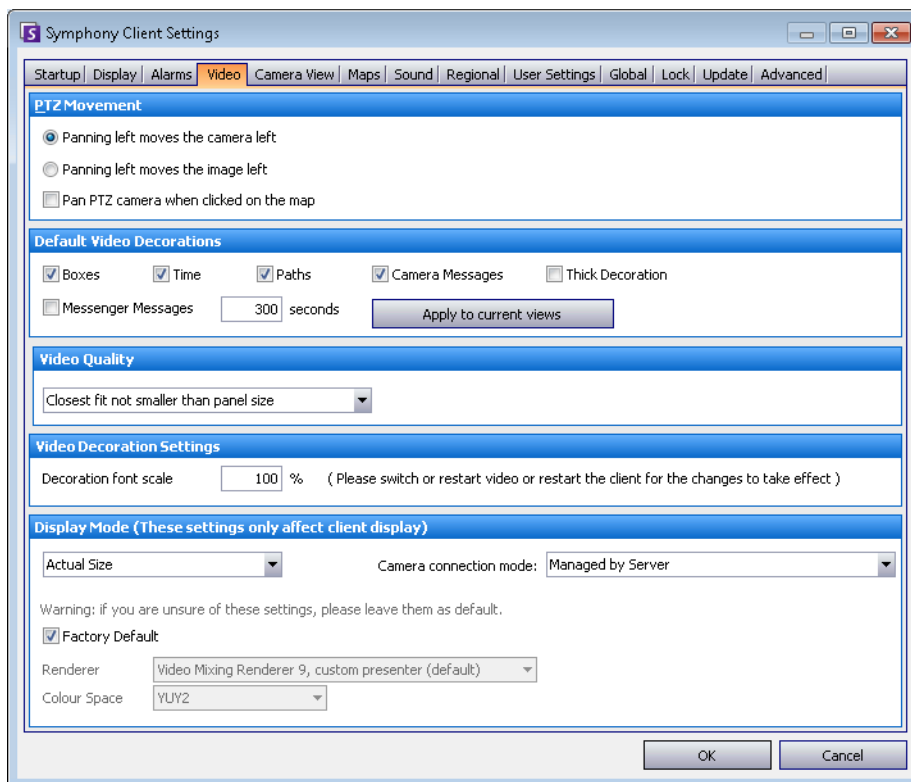 Symphony Client Settings
Startup Display Alarms Video Camera View Maps Sound Regional User Settings Global Lock Update Advanced
PTZ Movement
Panning left moves the camera left
Panning left moves the image left
Pan PTZ camera when clicked on the map
Default Video Decorations
Boxes Time Paths Camera Messages Thick Decoration
Messenger Messages 300 seconds Apply to current views
Video Quality
Closest fit not smaller than panel size
Video Decoration Settings
Decoration font scale 100 % ( Please switch or restart video or restart the client for the changes to take effect )
Display Mode (These settings only affect client display)
Actual Size Camera connection mode: Managed by Server
Warning: if you are unsure of these settings, please leave them as default.
Factory Default
Renderer Video Mixing Renderer 9, custom presenter (default)
Colour Space YUY2
OK Cancel